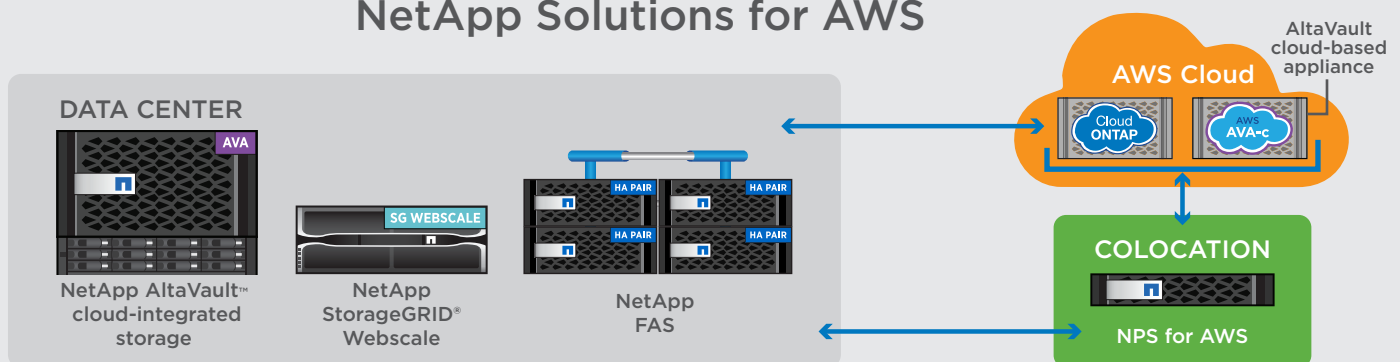 NetApp Solutions for AWS
DATA CENTER
AVA
NetApp AltaVault™
cloud-integrated
storage
SG WEBSCALE
NetApp
StorageGRID®
Webscale
HA PAIR
HA PAIR
HA PAIR
HA PAIR
NetApp
FAS
AWS Cloud
Cloud
ONTAP
AWS
AVA-c
AltaVault
cloud-based
appliance
COLOCATION
NPS for AWS